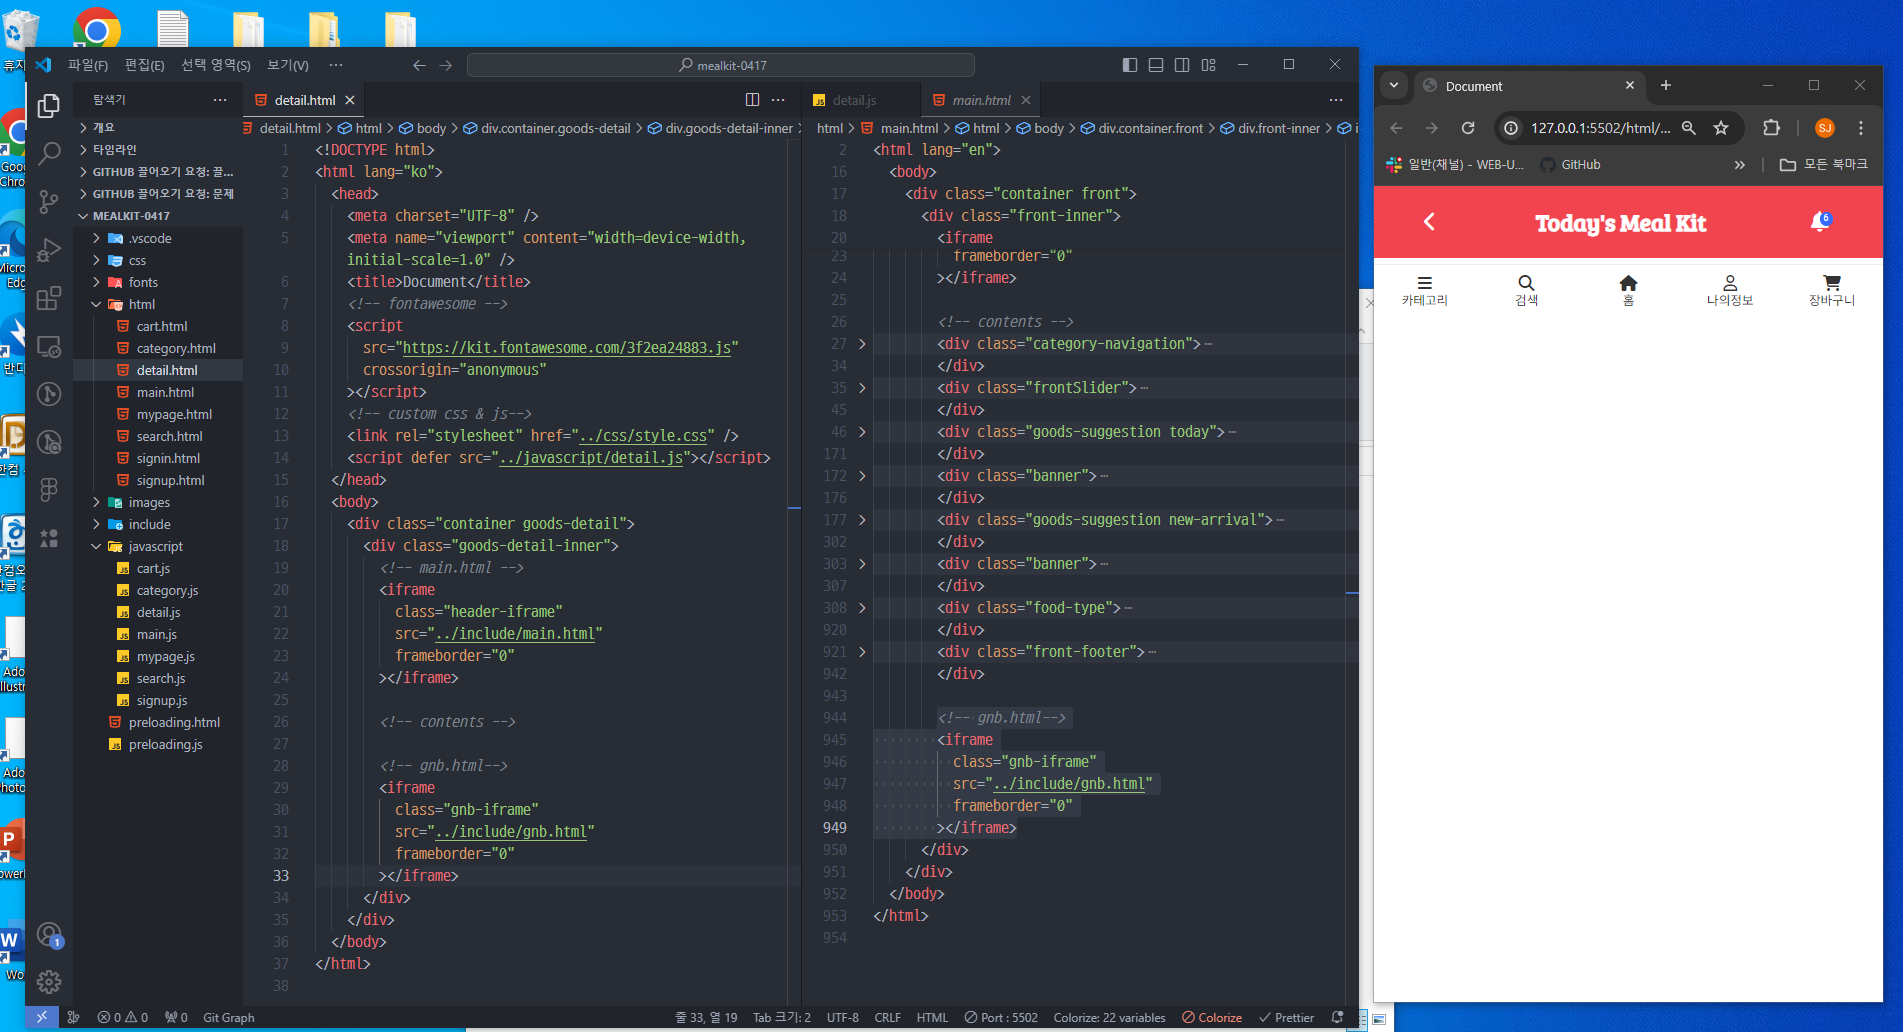 휴지
파일(F) 편집(E) 선택 영역(S) 보기(V) ··· mealkit-0417
탐색기 ···
개요
타임라인
GITHUB 끌어오기 요청: 끌...
GITHUB 끌어오기 요청: 문제
MEALKIT-0417
.vscode
css
fonts
html
cart.html
category.html
detail.html
main.html
mypage.html
search.html
signin.html
signup.html
images
include
javascript
cart.js
category.js
detail.js
main.js
mypage.js
search.js
signup.js
preloading.html
preloading.js
detail.html
detail.html > html > body > div.container.goods-detail > div.goods-detail-inner >
1 <!DOCTYPE html>
2 <html lang="ko">
3 <head>
4 <meta charset="UTF-8" />
5 <meta name="viewport" content="width=device-width,
initial-scale=1.0" />
6 <title>Document</title>
7 <!-- fontawesome -->
8 <script
9 src="https://kit.fontawesome.com/3f2ea24883.js"
10 crossorigin="anonymous"
11 ></script>
12 <!-- custom css & js-->
13 <link rel="stylesheet" href="../css/style.css" />
14 <script defer src="../javascript/detail.js"></script>
15 </head>
16 <body>
17 <div class="container goods-detail">
18 <div class="goods-detail-inner">
19 <!-- main.html -->
20 <iframe
21 class="header-iframe"
22 src="../include/main.html"
23 frameborder="0"
24 ></iframe>
25
26 <!-- contents -->
27
28 <!-- gnb.html-->
29 <iframe
30 class="gnb-iframe"
31 src="../include/gnb.html"
32 frameborder="0"
33 ></iframe>
34 </div>
35 </div>
36 </body>
37 </html>
38
detail.js main.html
html > main.html > html > body > div.container.front > div.front-inner > i
2 <html lang="en">
16 <body>
17 <div class="container front">
18 <div class="front-inner">
20 <iframe
23 frameborder="0"
24 ></iframe>
25
26 <!-- contents -->
27 <div class="category-navigation">···
34 </div>
35 <div class="frontSlider">···
45 </div>
46 <div class="goods-suggestion today">···
171 </div>
172 <div class="banner">···
176 </div>
177 <div class="goods-suggestion new-arrival">···
302 </div>
303 <div class="banner">···
307 </div>
308 <div class="food-type">···
920 </div>
921 <div class="front-footer">···
942 </div>
943
944 <!-- gnb.html-->
945 <iframe
946 class="gnb-iframe"
947 src="../include/gnb.html"
948 frameborder="0"
949 ></iframe>
950 </div>
951 </div>
952 </body>
953 </html>
954
1
0 0 0 Git Graph 줄 33, 열 19 Tab 크기: 2 UTF-8 CRLF HTML Port : 5502 Colorize: 22 variables Colorize Prettier
Document
127.0.0.1:5502/html/... SJ
일반(채널) - WEB-U... GitHub » 모든 북마크
Today's Meal Kit 6
카테고리 검색 홈 나의정보 장바구니